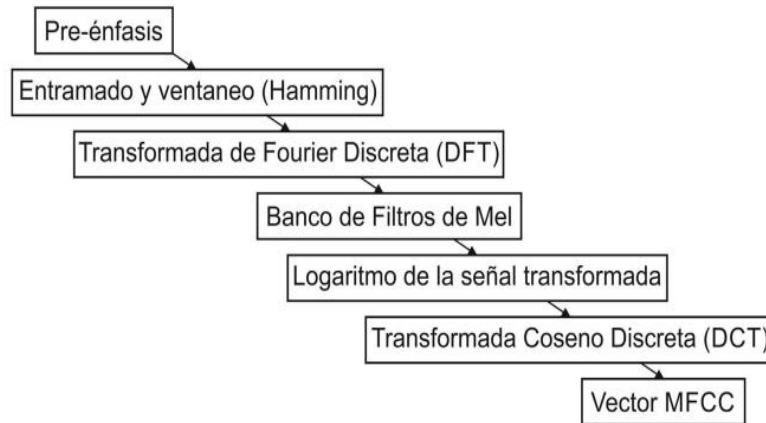 Pre-énfasis
Entramado y ventaneo (Hamming)
Transformada de Fourier Discreta (DFT)
Banco de Filtros de Mel
Logaritmo de la señal transformada
Transformada Coseno Discreta (DCT)
Vector MFCC